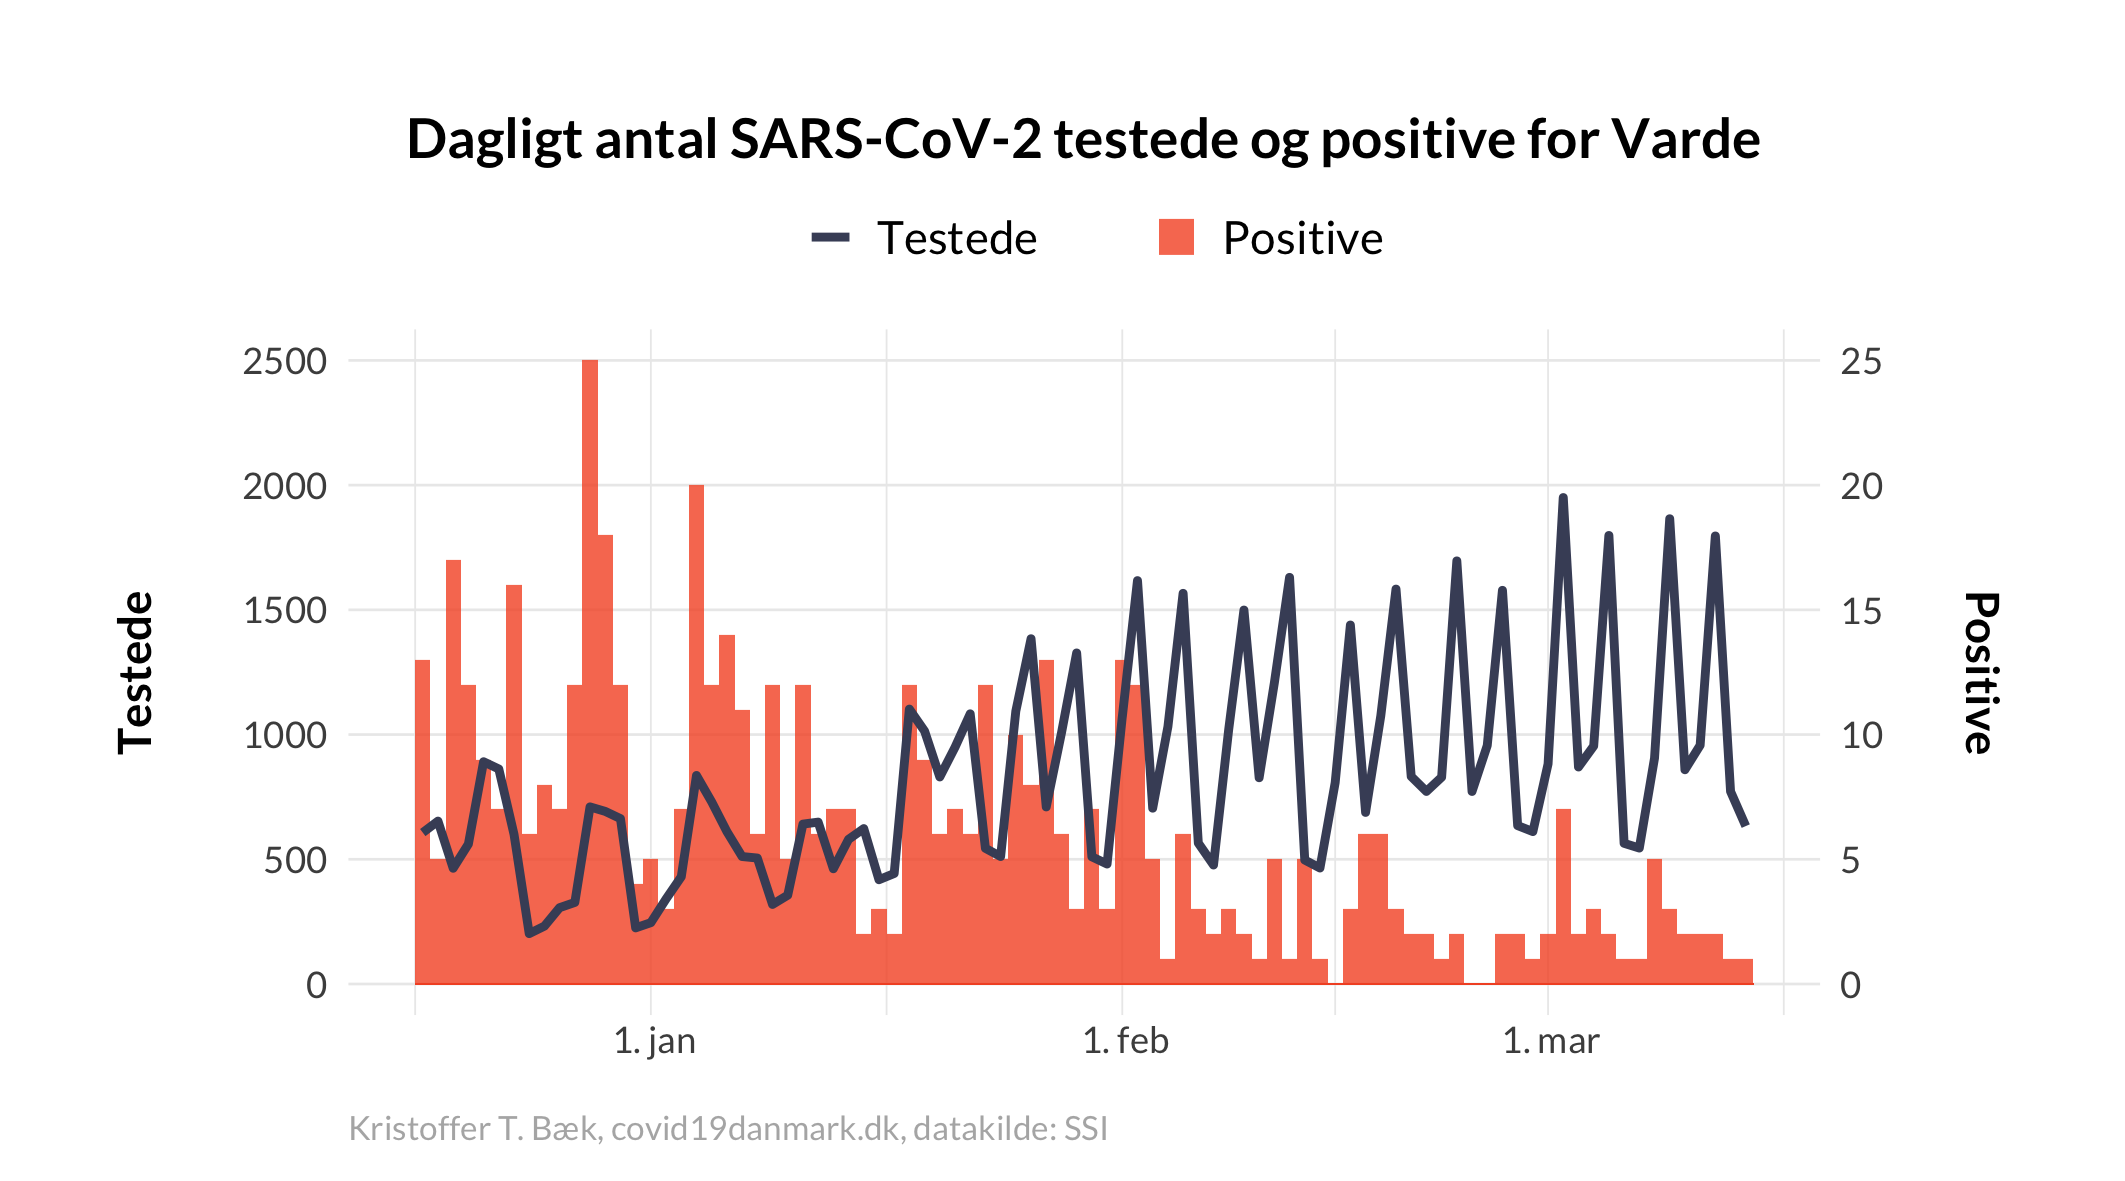 Dagligt antal SARS-CoV-2 testede og positive for Varde
Testede
Positive
2500
2000
1500
1000
500
0
Testede
25
20
15
10
5
0
Positive
1. jan
1. feb
1. mar
Kristoffer T. Bæk, covid19danmark.dk, datakilde: SSI